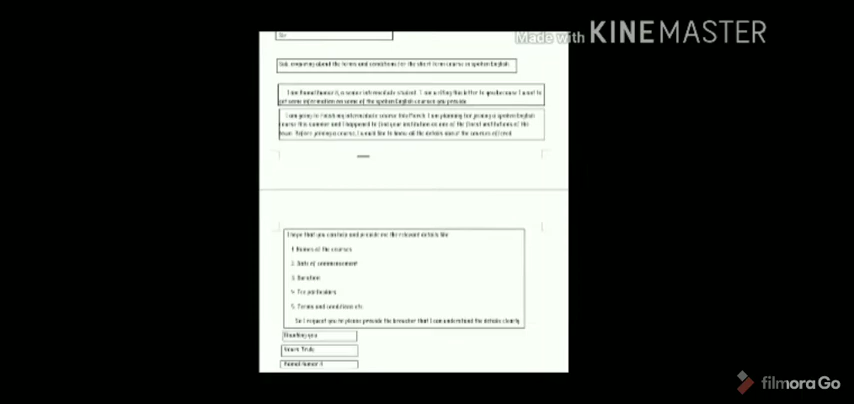 Made with KINEMASTER
Sir
Sub: enquiring about the terms and conditions for the short term course in spoken English
I am Kumar, a senior intermediate student. I am writing this letter to you because I want to
get some information on some of the spoken English courses you provide
I am going to finish my intermediate course this March. I am planning for joining a spoken English
course this summer and I happened to find your institution as one of the finest institutions of the
town. Before joining a course, I would like to know all the details about the courses offered
I hope that you can help and provide me the relevant details like
1. Names of the courses
2. Date of commencement
3. Duration
4. Fee particulars
5. Terms and conditions etc
So I request you to please provide the broucher that I can understand the details clearly
Thanking you
Yours Truly
Kumar
filmoraGo